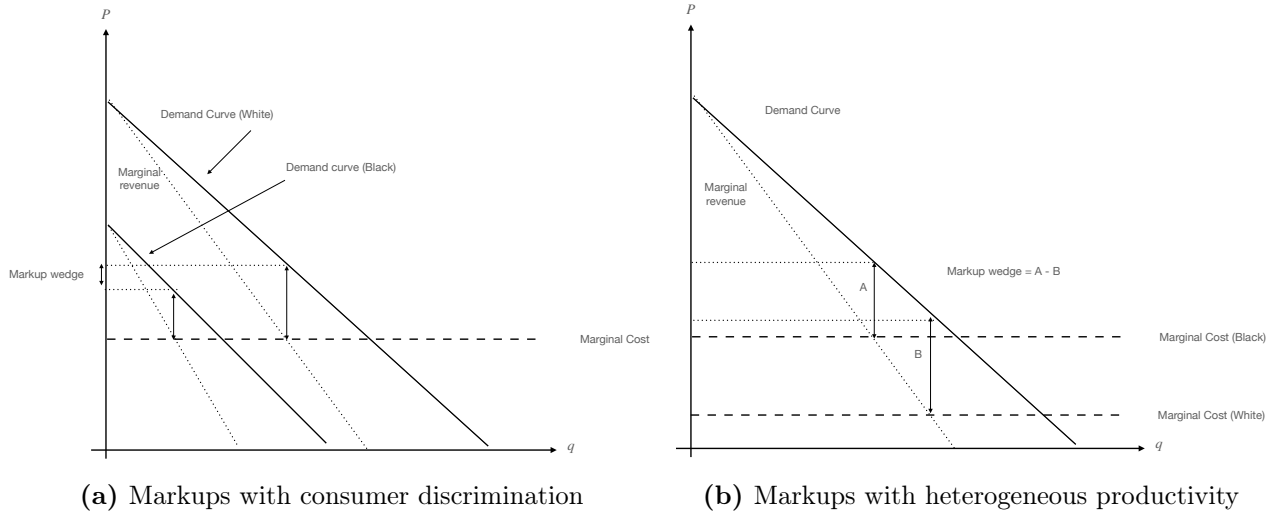 P
Demand Curve (White)
Demand curve (Black)
Marginal
revenue
Markup wedge
Marginal Cost
q
(a) Markups with consumer discrimination
P
Demand Curve
Marginal
revenue
Markup wedge = A - B
A
Marginal Cost (Black)
B
Marginal Cost (White)
q
(b) Markups with heterogeneous productivity